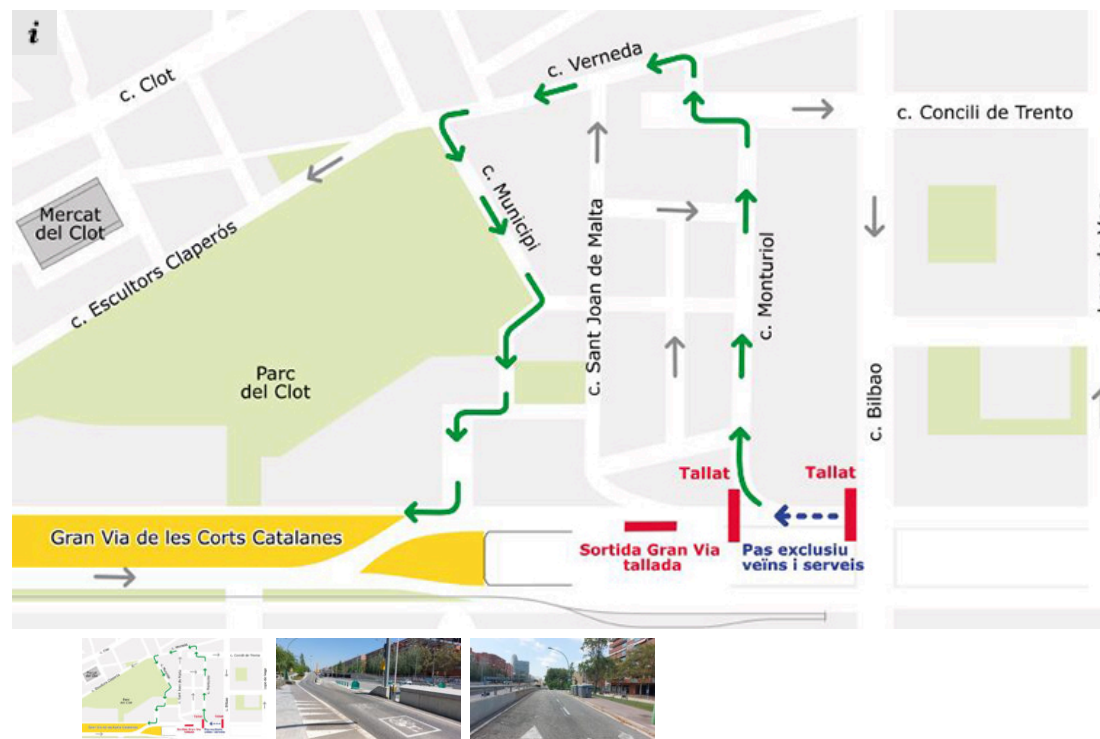 i
c. Clot
c. Verneda
c. Concili de Trento
Mercat
del Clot
c. Municipi
c. Escultors Claperós
c. Sant Joan de Malta
c. Monturiol
Parc
del Clot
c. Bilbao
Tallat
Tallat
Gran Via de les Corts Catalanes
Sortida Gran Via
tallada
Pas exclusiu
veïns i serveis